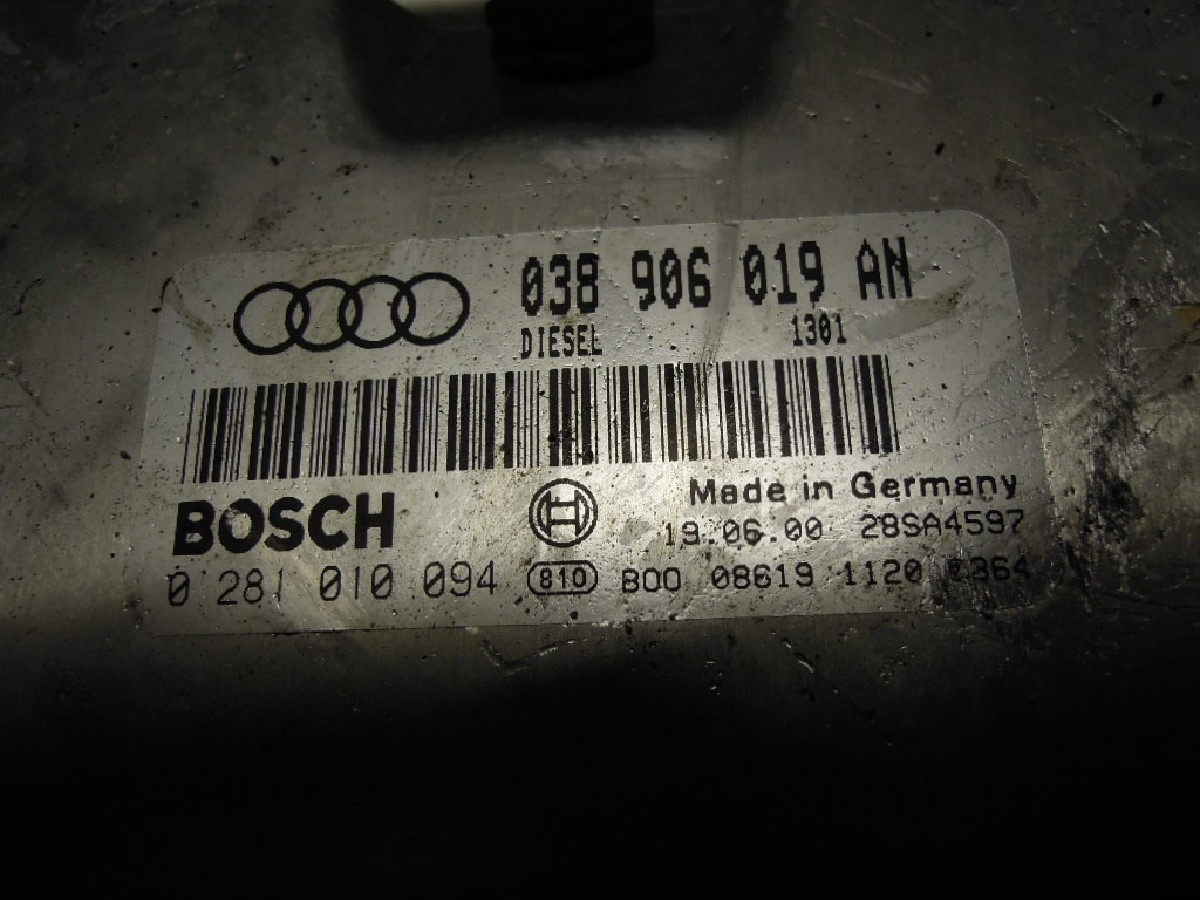 038 906 019 AN
DIESEL 1301
BOSCH
Made in Germany
19.06.00 28SA4597
0 281 010 094 810 B00 08619 1120